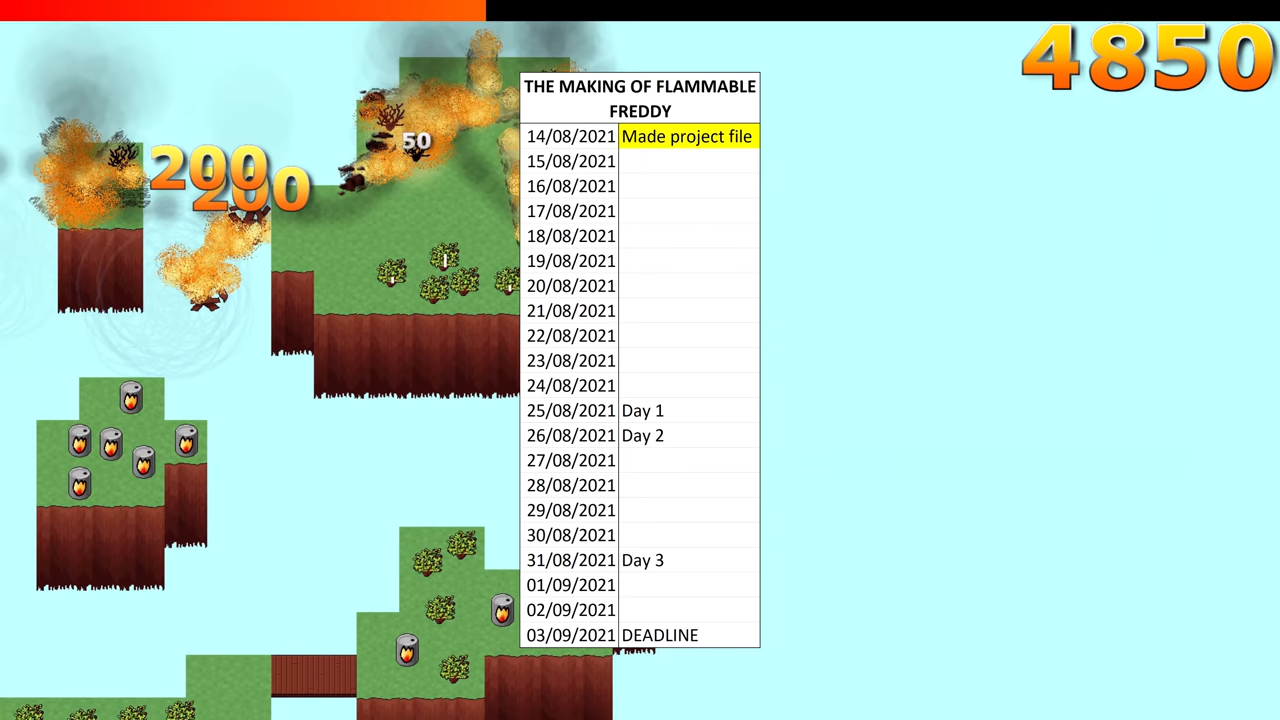 4850
200
200
50
THE MAKING OF FLAMMABLE
FREDDY
14/08/2021 Made project file
15/08/2021
16/08/2021
17/08/2021
18/08/2021
19/08/2021
20/08/2021
21/08/2021
22/08/2021
23/08/2021
24/08/2021
25/08/2021 Day 1
26/08/2021 Day 2
27/08/2021
28/08/2021
29/08/2021
30/08/2021
31/08/2021 Day 3
01/09/2021
02/09/2021
03/09/2021 DEADLINE